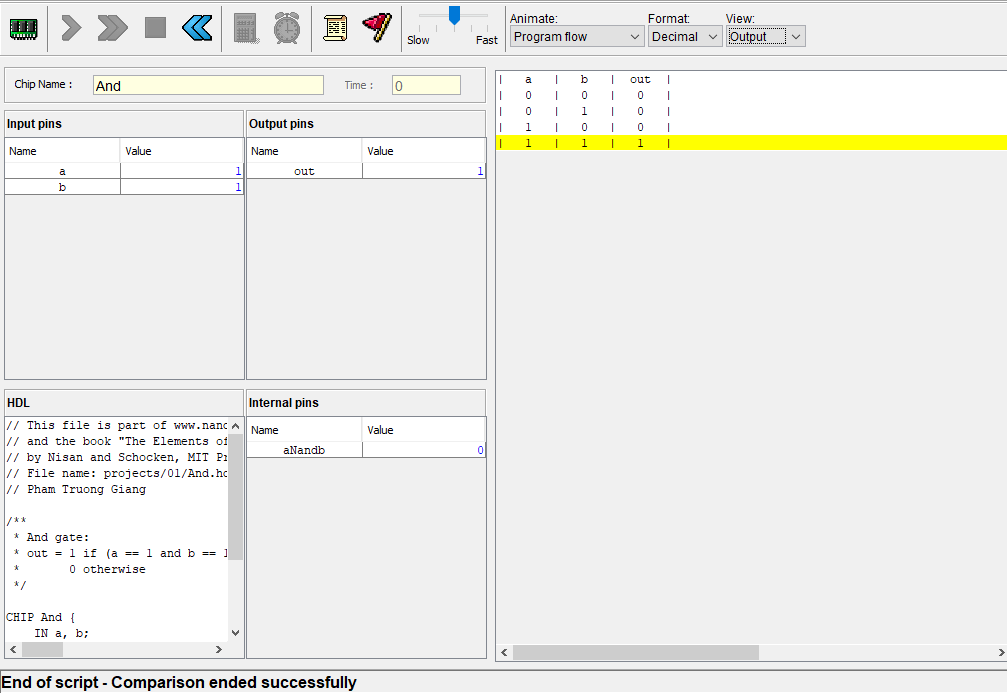 Slow Fast
Animate: Format: View:
Program flow Decimal Output
Chip Name : And Time : 0
Input pins
Name Value
a 1
b 1
Output pins
Name Value
out 1
| a | b | out |
| 0 | 0 | 0 |
| 0 | 1 | 0 |
| 1 | 0 | 0 |
| 1 | 1 | 1 |
HDL
// This file is part of www.nand
// and the book "The Elements of
// by Nisan and Schocken, MIT Pr
// File name: projects/01/And.hd
// Pham Truong Giang
/**
* And gate:
* out = 1 if (a == 1 and b == 1
* 0 otherwise
*/
CHIP And {
IN a, b;
Internal pins
Name Value
aNandb 0
End of script - Comparison ended successfully